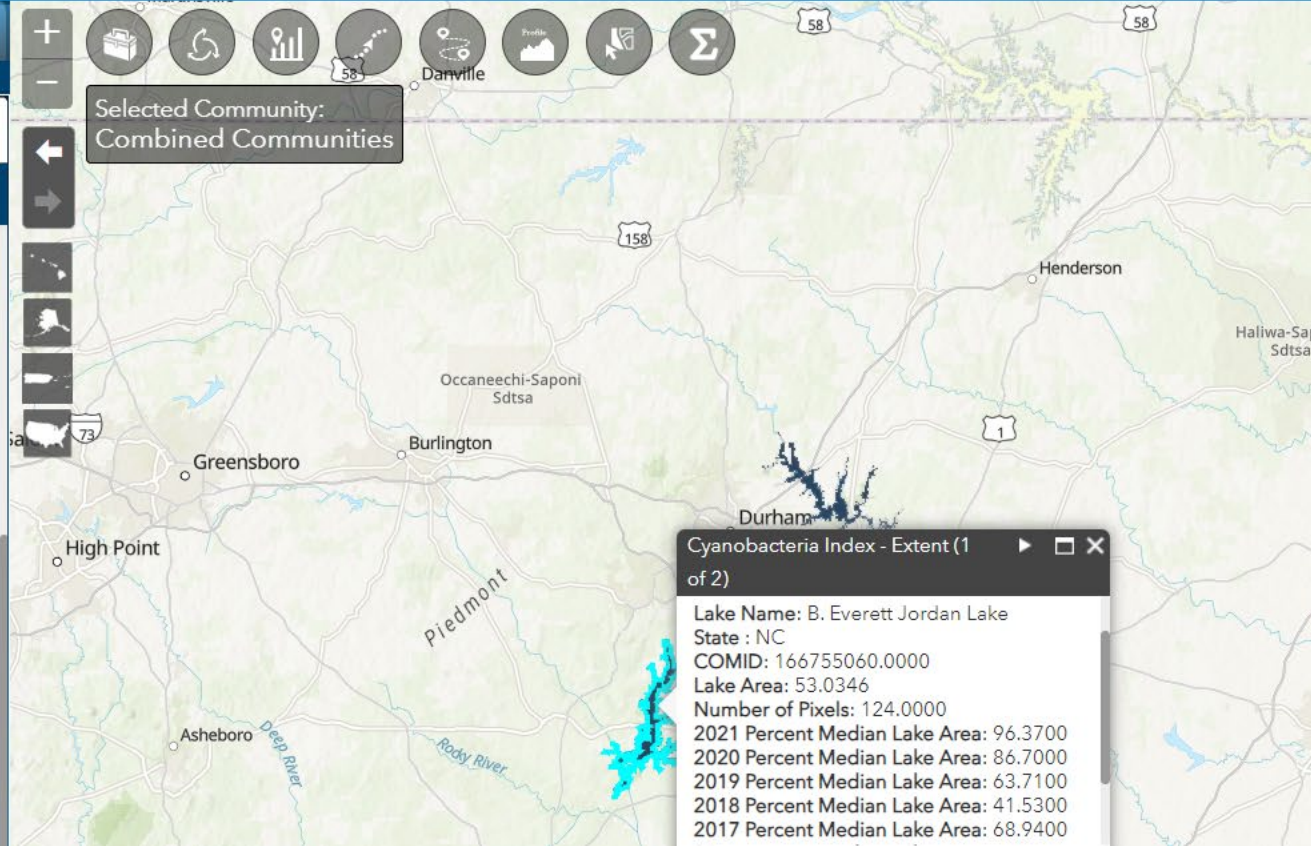 58
58
Profile
Σ
58
Danville
Selected Community:
Combined Communities
158
Henderson
Occaneechi-Saponi
Sdtsa
73
1
Burlington
Greensboro
Durham
High Point
Piedmont
Asheboro
Deep River
Rocky River
Cyanobacteria Index - Extent (1
of 2)
Lake Name: B. Everett Jordan Lake
State : NC
COMID: 166755060.0000
Lake Area: 53.0346
Number of Pixels: 124.0000
2021 Percent Median Lake Area: 96.3700
2020 Percent Median Lake Area: 86.7000
2019 Percent Median Lake Area: 63.7100
2018 Percent Median Lake Area: 41.5300
2017 Percent Median Lake Area: 68.9400